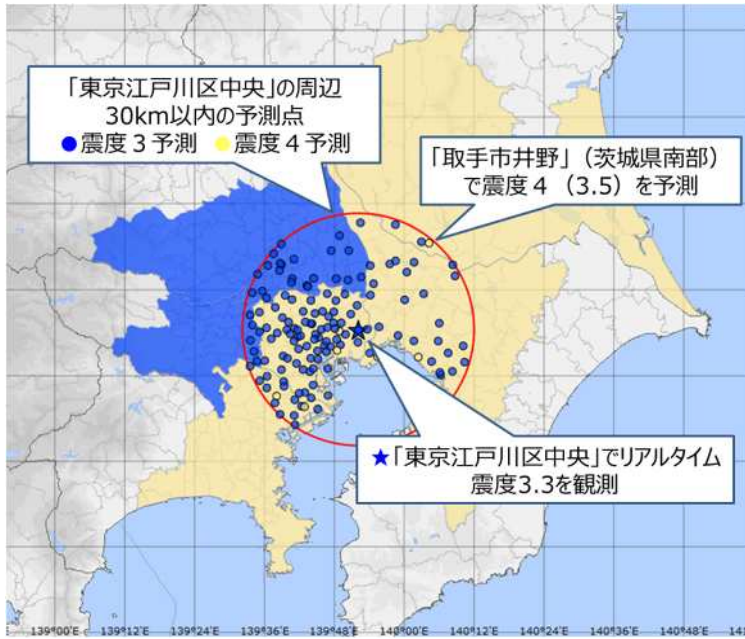 「東京江戸川区中央」の周辺
30km以内の予測点
●震度３予測 ●震度４予測
「取手市井野」（茨城県南部）
で震度４（3.5）を予測
★「東京江戸川区中央」でリアルタイム
震度3.3を観測
139°00'E 139°12'E 139°24'E 139°36'E 139°48'E 140°00'E 140°12'E 140°24'E 140°36'E 140°48'E 14